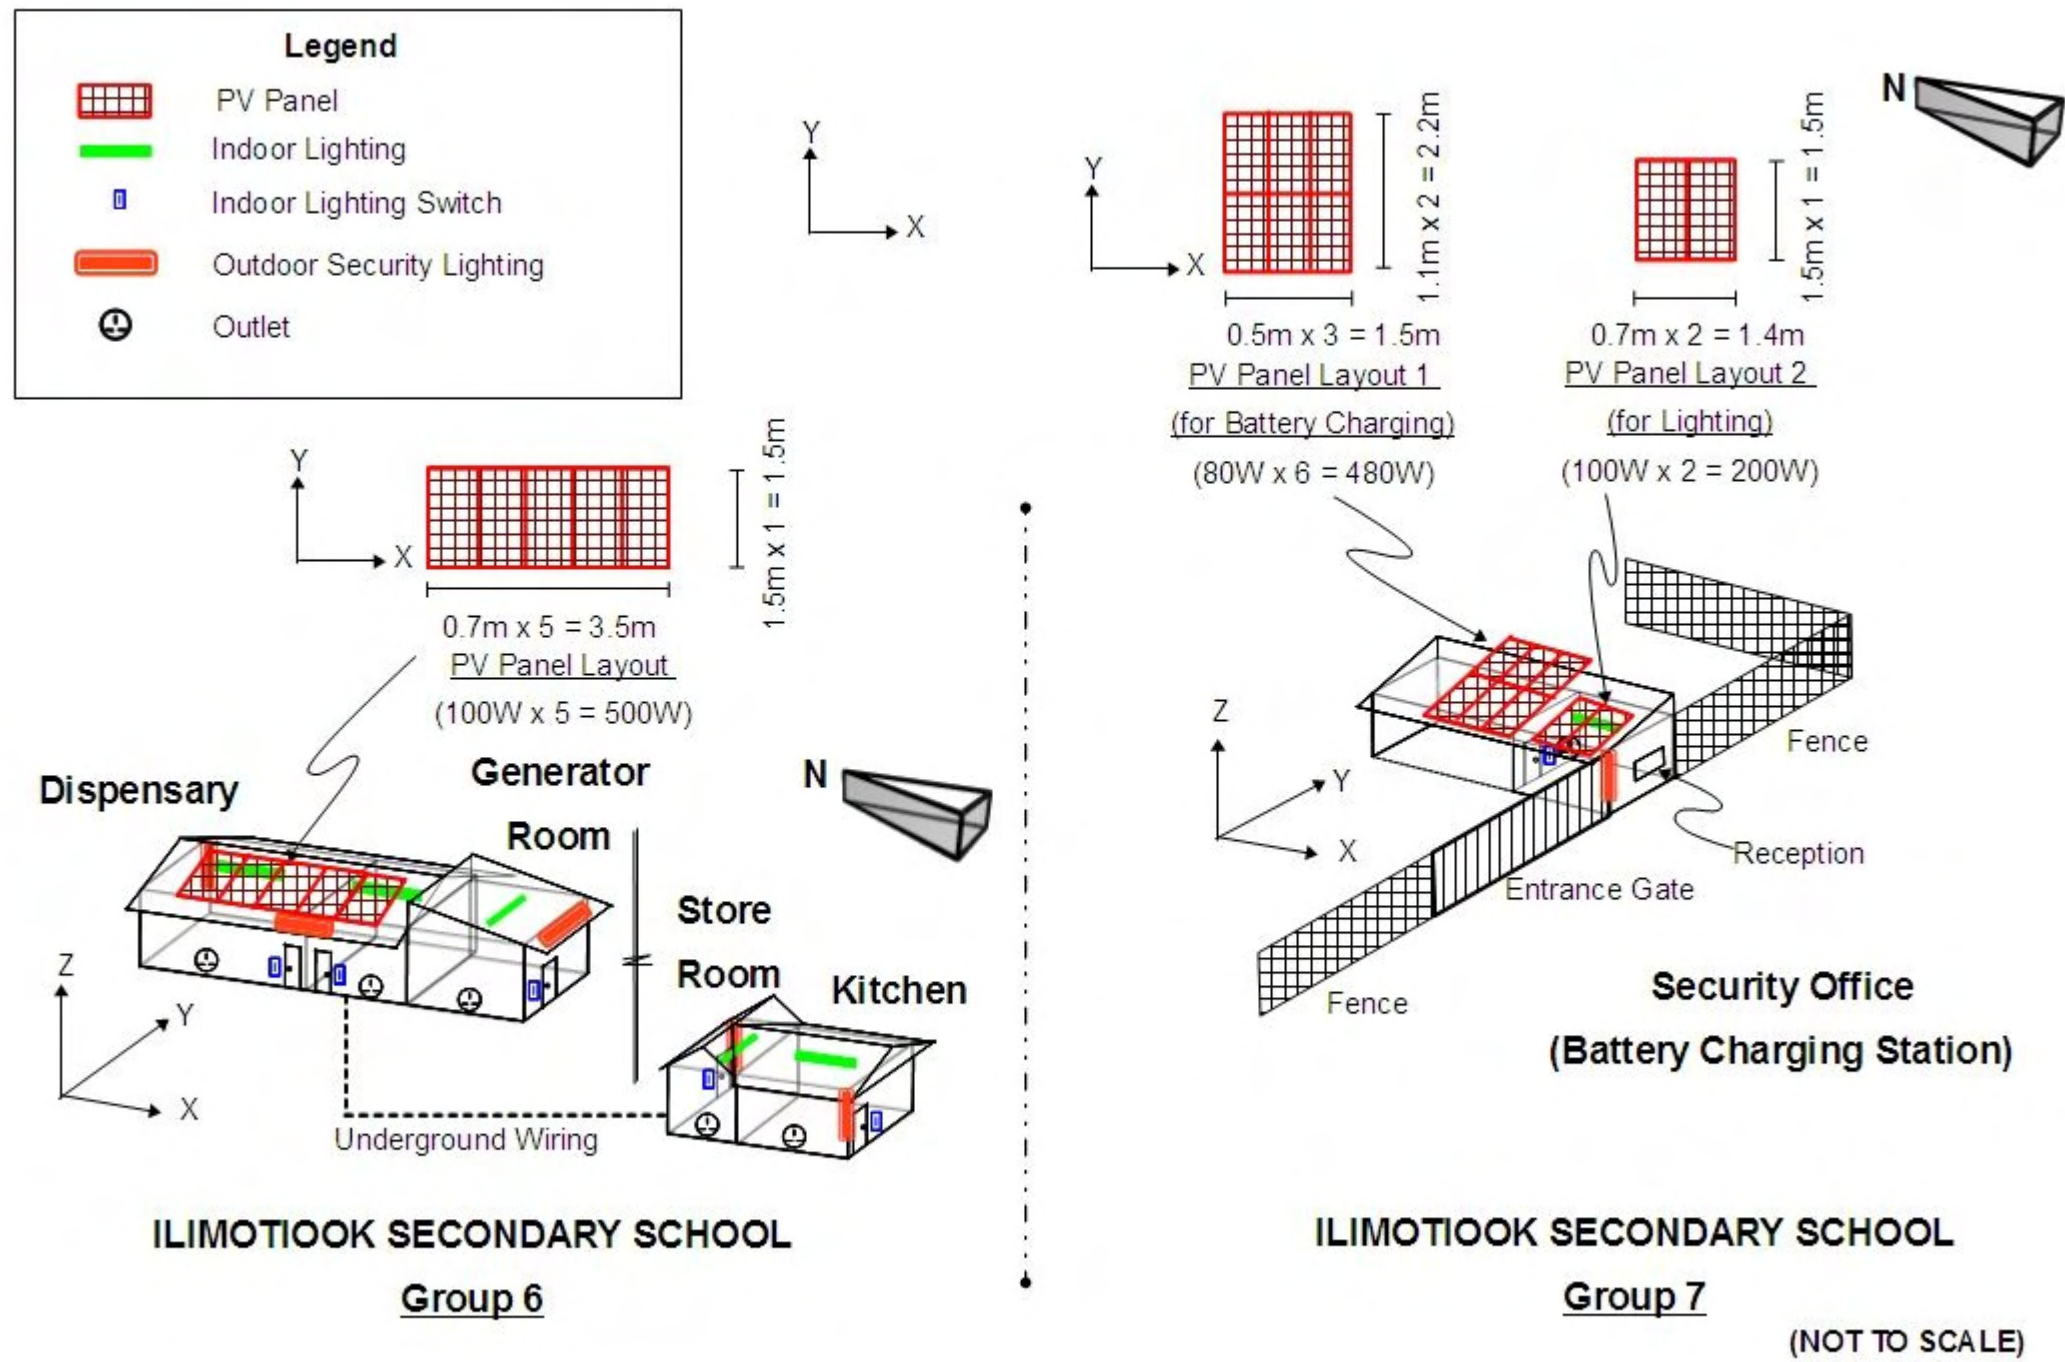 Legend
PV Panel
Indoor Lighting
Indoor Lighting Switch
Outdoor Security Lighting
Outlet
Y
X
Y
X
1.1m x 2 = 2.2m
0.5m x 3 = 1.5m
PV Panel Layout 1
(for Battery Charging)
(80W x 6 = 480W)
1.5m x 1 = 1.5m
0.7m x 2 = 1.4m
PV Panel Layout 2
(for Lighting)
(100W x 2 = 200W)
N
Y
X
1.5m x 1 = 1.5m
0.7m x 5 = 3.5m
PV Panel Layout
(100W x 5 = 500W)
Dispensary
Generator
Room
N
Store
Room
Kitchen
Z
Y
X
Underground Wiring
ILIMOTIOOK SECONDARY SCHOOL
Group 6
Z
Y
X
Fence
Reception
Entrance Gate
Fence
Security Office
(Battery Charging Station)
ILIMOTIOOK SECONDARY SCHOOL
Group 7
(NOT TO SCALE)